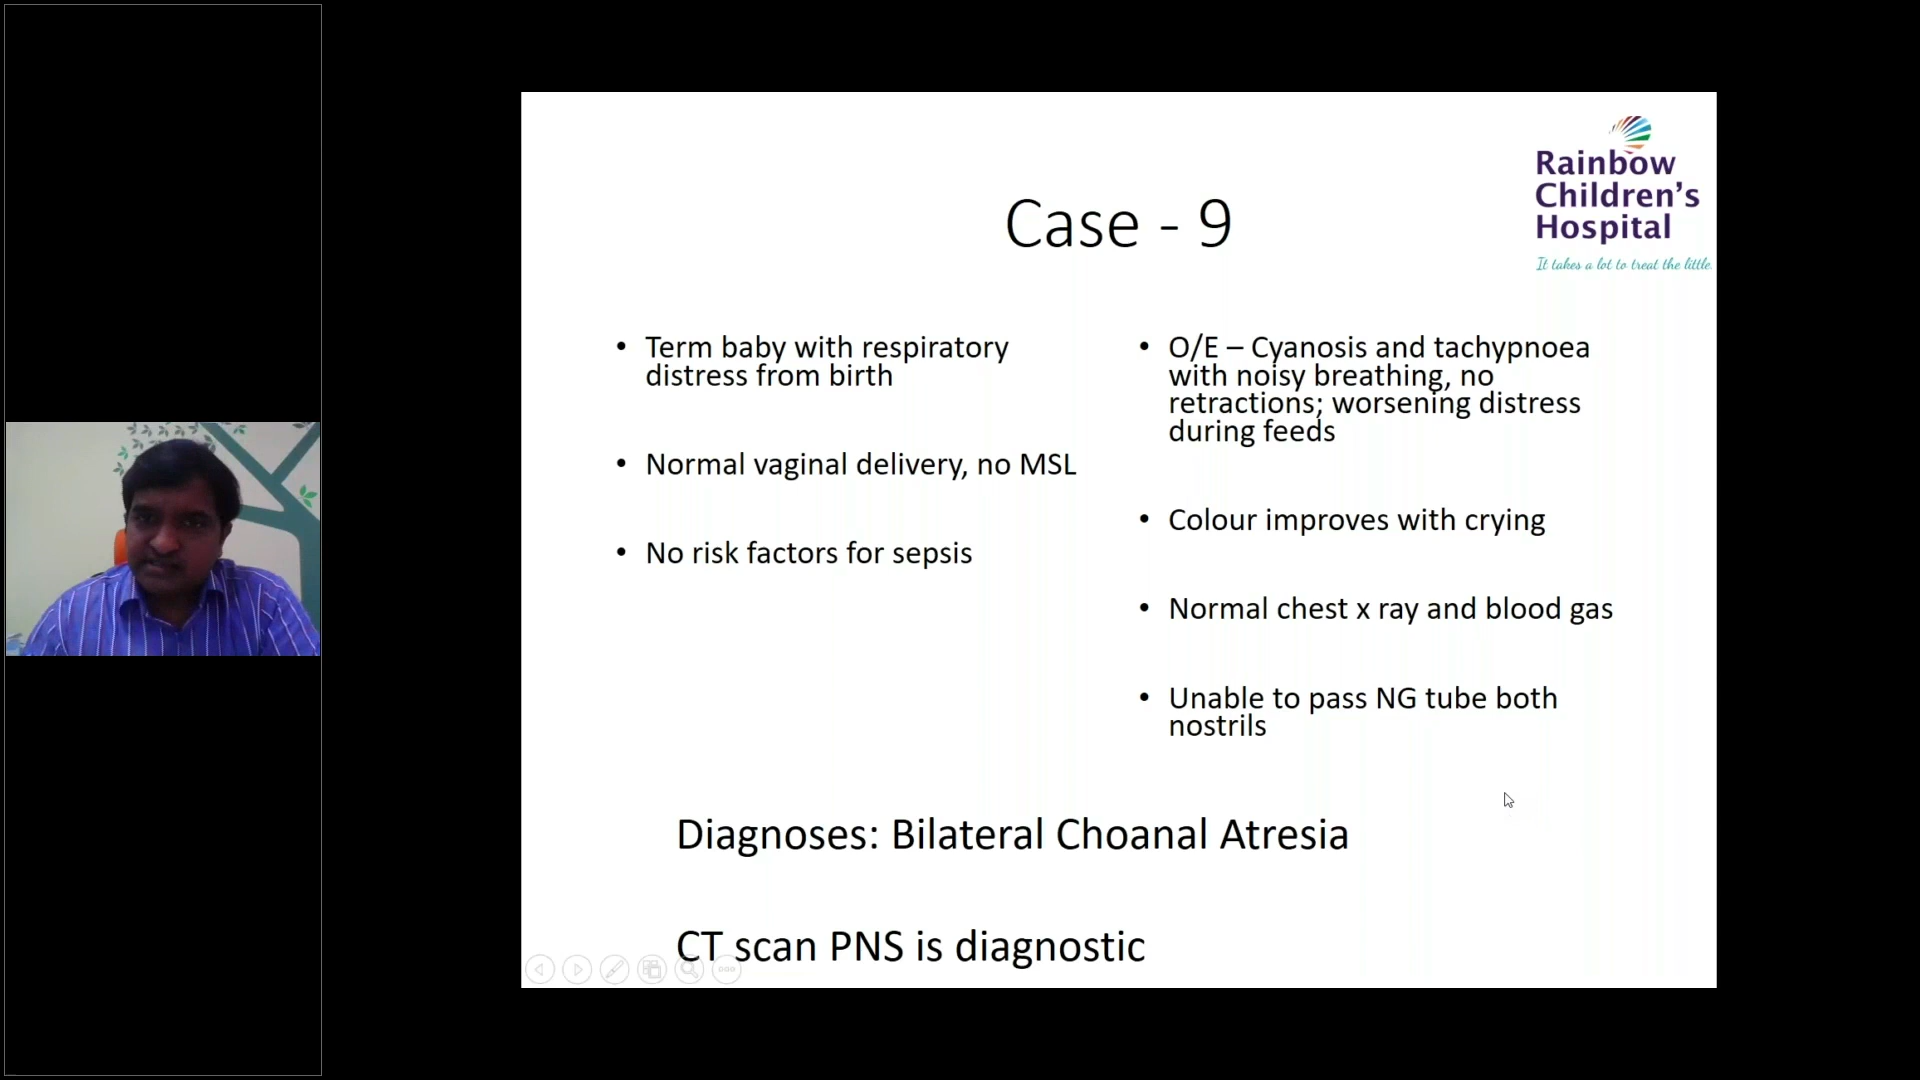 Rainbow
Children's
Hospital
It takes a lot to treat the little.
Case - 9
• Term baby with respiratory
distress from birth
• Normal vaginal delivery, no MSL
• No risk factors for sepsis
• O/E – Cyanosis and tachypnoea
with noisy breathing, no
retractions; worsening distress
during feeds
• Colour improves with crying
• Normal chest x ray and blood gas
• Unable to pass NG tube both
nostrils
Diagnoses: Bilateral Choanal Atresia
CT scan PNS is diagnostic